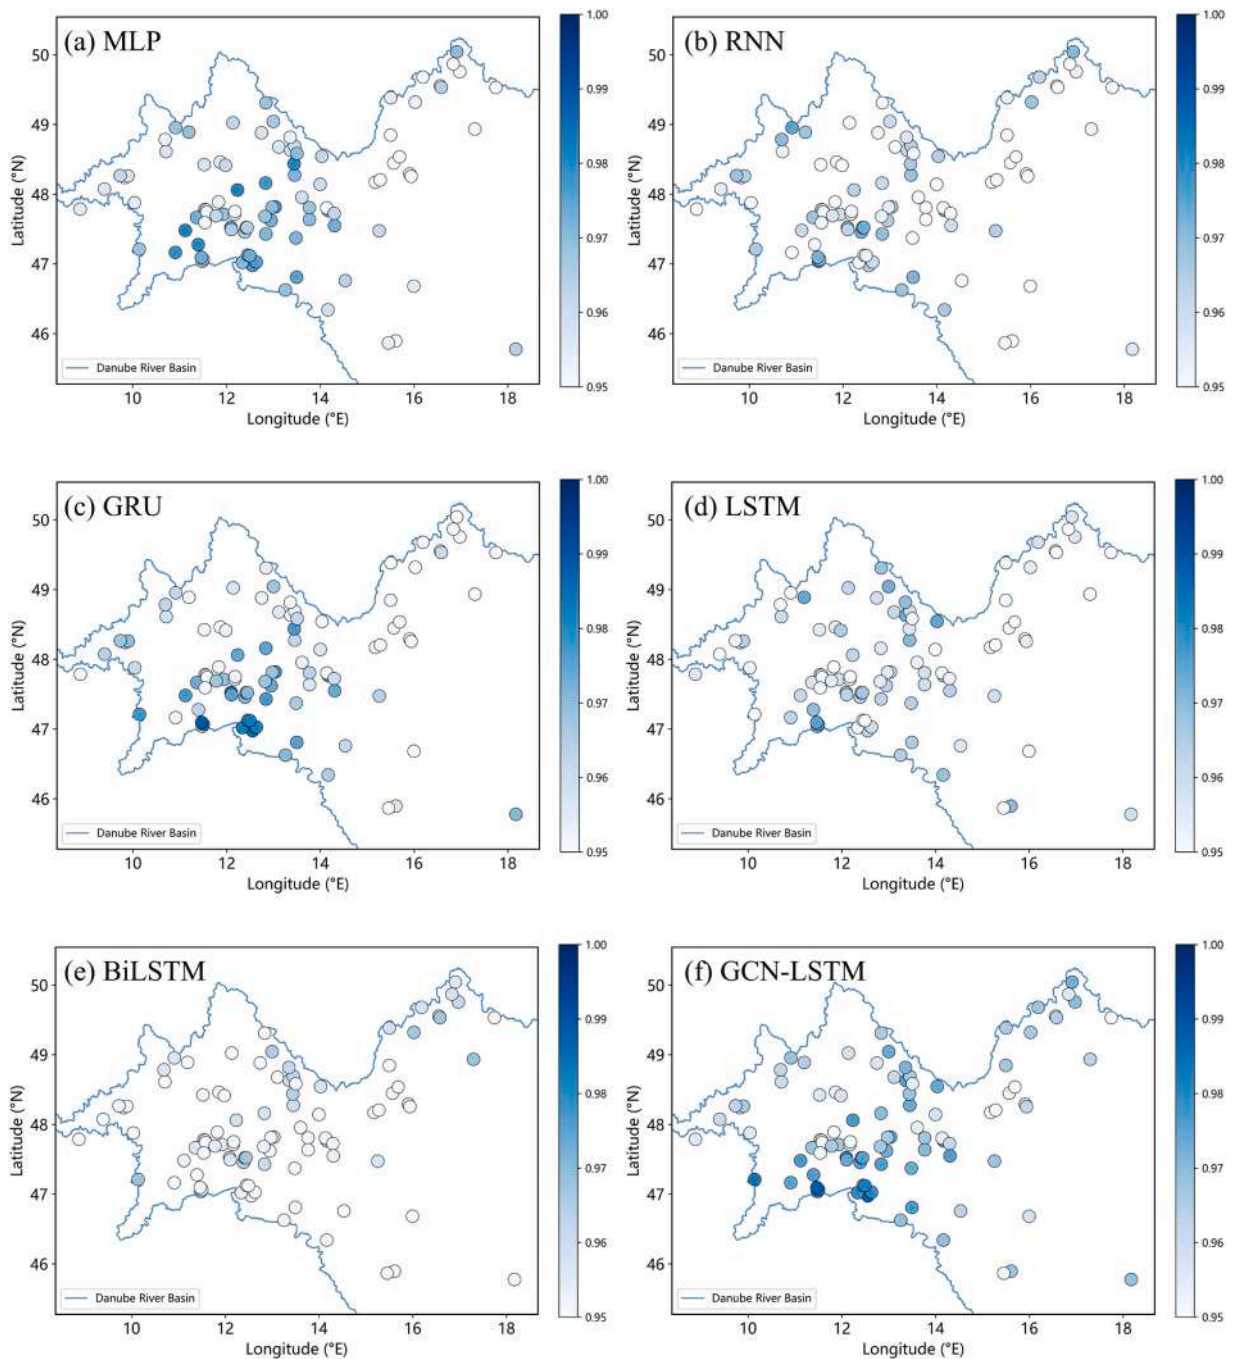 (a) MLP
(b) RNN
1.00
0.99
0.98
0.97
0.96
0.95
1.00
0.99
0.98
0.97
0.96
0.95
50
49
48
47
46
Latitude (°N)
50
49
48
47
46
Latitude (°N)
Danube River Basin
Danube River Basin
10 12 14 16 18
10 12 14 16 18
Longitude (°E)
Longitude (°E)
(c) GRU
(d) LSTM
1.00
0.99
0.98
0.97
0.96
0.95
1.00
0.99
0.98
0.97
0.96
0.95
50
49
48
47
46
Latitude (°N)
50
49
48
47
46
Latitude (°N)
Danube River Basin
Danube River Basin
10 12 14 16 18
10 12 14 16 18
Longitude (°E)
Longitude (°E)
(e) BiLSTM
(f) GCN-LSTM
1.00
0.99
0.98
0.97
0.96
0.95
1.00
0.99
0.98
0.97
0.96
0.95
50
49
48
47
46
Latitude (°N)
50
49
48
47
46
Latitude (°N)
Danube River Basin
Danube River Basin
10 12 14 16 18
10 12 14 16 18
Longitude (°E)
Longitude (°E)